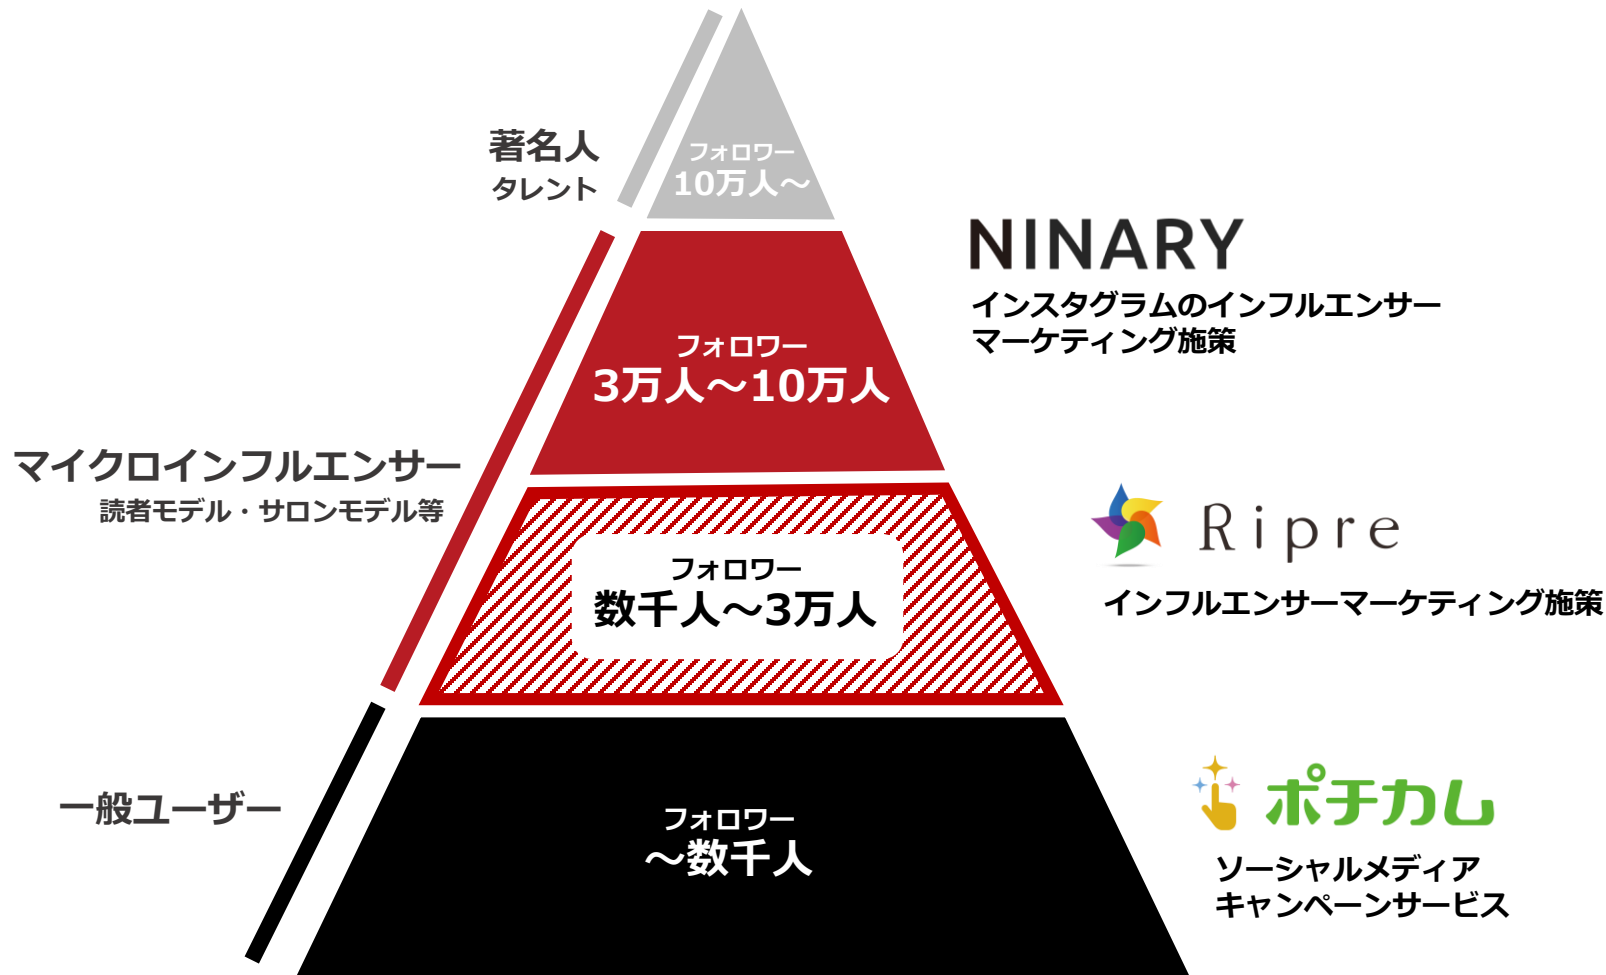 著名人
タレント
フォロワー
10万人～
NINARY
インスタグラムのインフルエンサー
マーケティング施策
フォロワー
3万人～10万人
マイクロインフルエンサー
読者モデル・サロンモデル等
Ripre
インフルエンサーマーケティング施策
フォロワー
数千人～3万人
一般ユーザー
フォロワー
～数千人
ポチカム
ソーシャルメディア
キャンペーンサービス